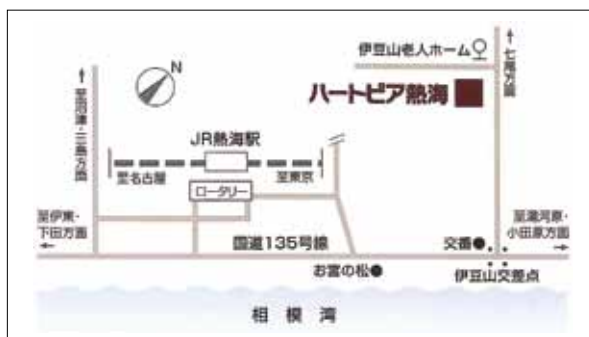 伊豆山老人ホーム
↑七尾方面
N
ハートピア熱海
↑至沼津・三島方面
JR熱海駅
至名古屋
至東京
ロータリー
至伊東・
下田方面
←
至湯河原・
小田原方面
→
国道135号線
交番●
お宮の松●
伊豆山交差点
相模湾